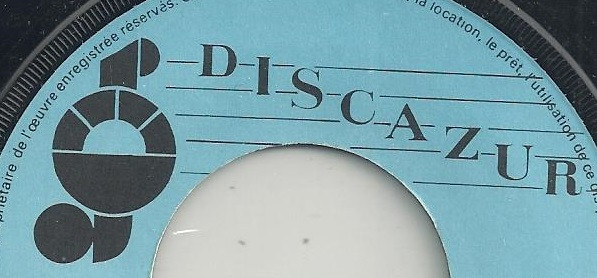 priétaire de l'œuvre enregistrée réservés.
la location, le prêt, l'utilisation de ce
DISCAZUR